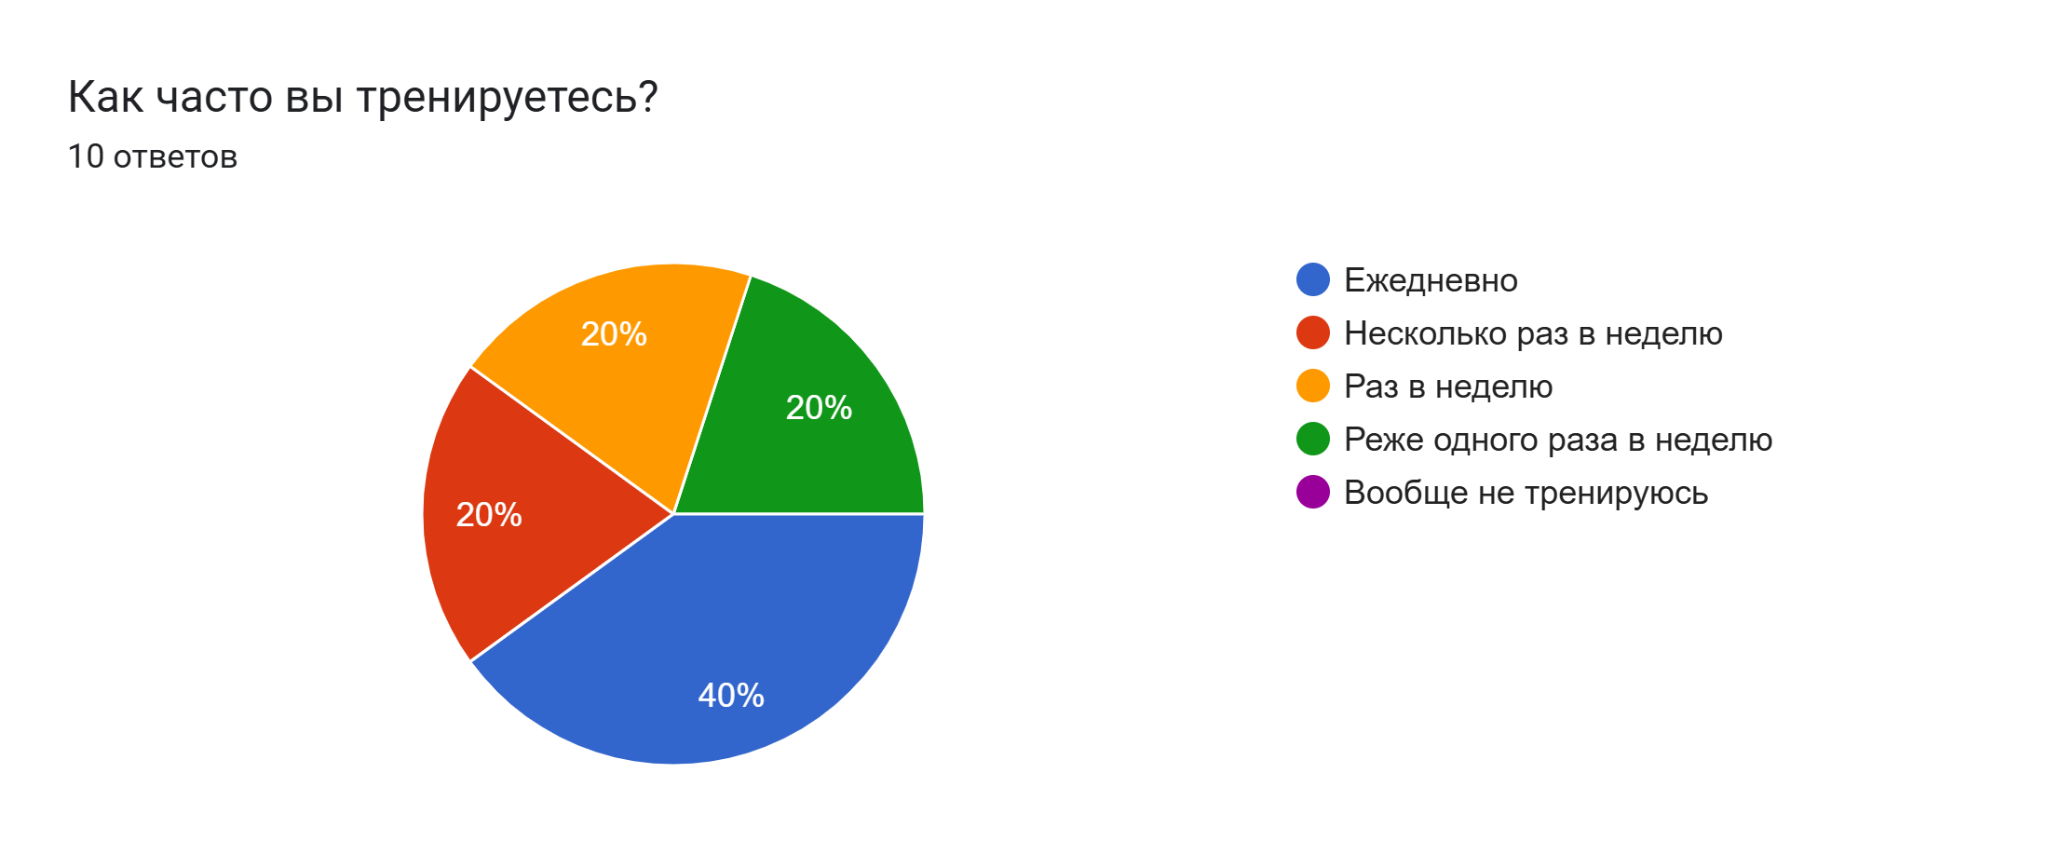 Как часто вы тренируетесь?
10 ответов
Ежедневно
Несколько раз в неделю
Раз в неделю
Реже одного раза в неделю
Вообще не тренируюсь
20%
20%
20%
40%